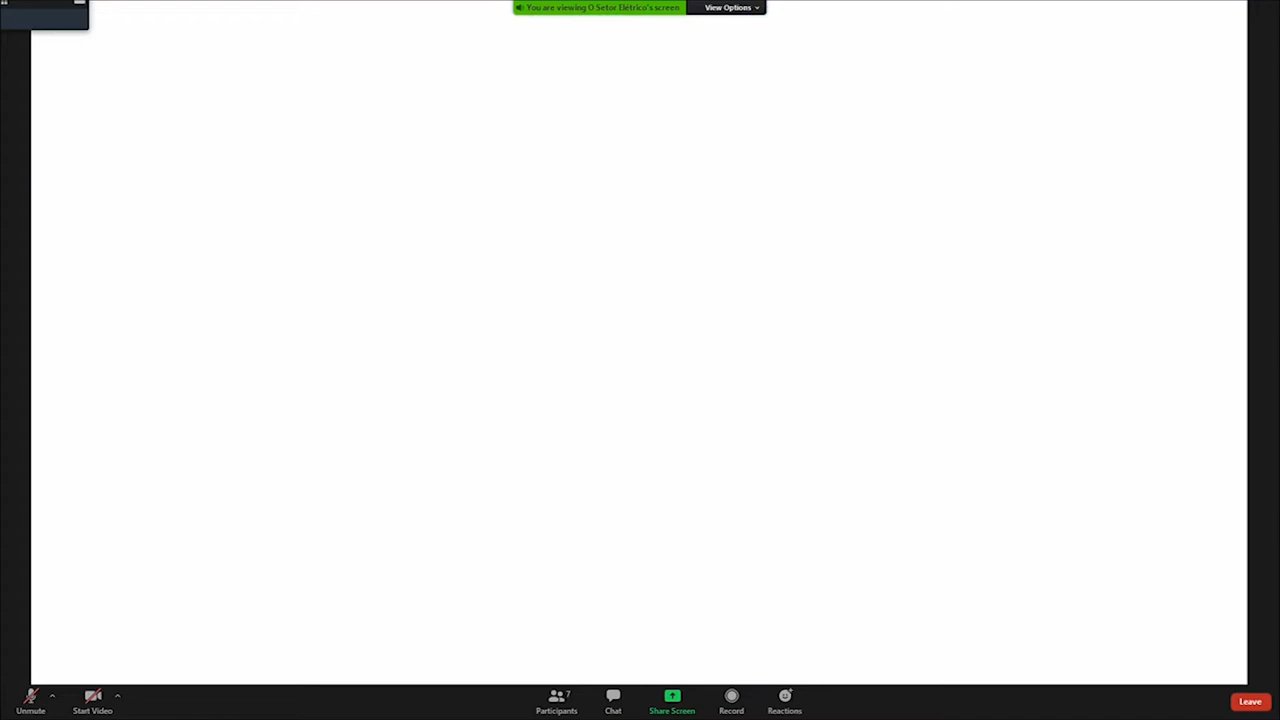 You are viewing O Setor Elétrico's screen
View Options
Unmute
Start Video
Participants
7
Chat
Share Screen
Record
Reactions
Leave